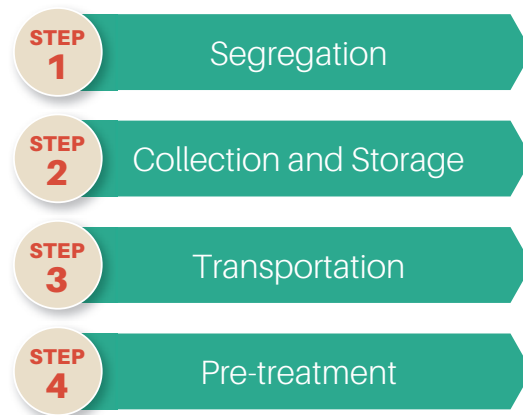 STEP
1
Segregation
STEP
2
Collection and Storage
STEP
3
Transportation
STEP
4
Pre-treatment